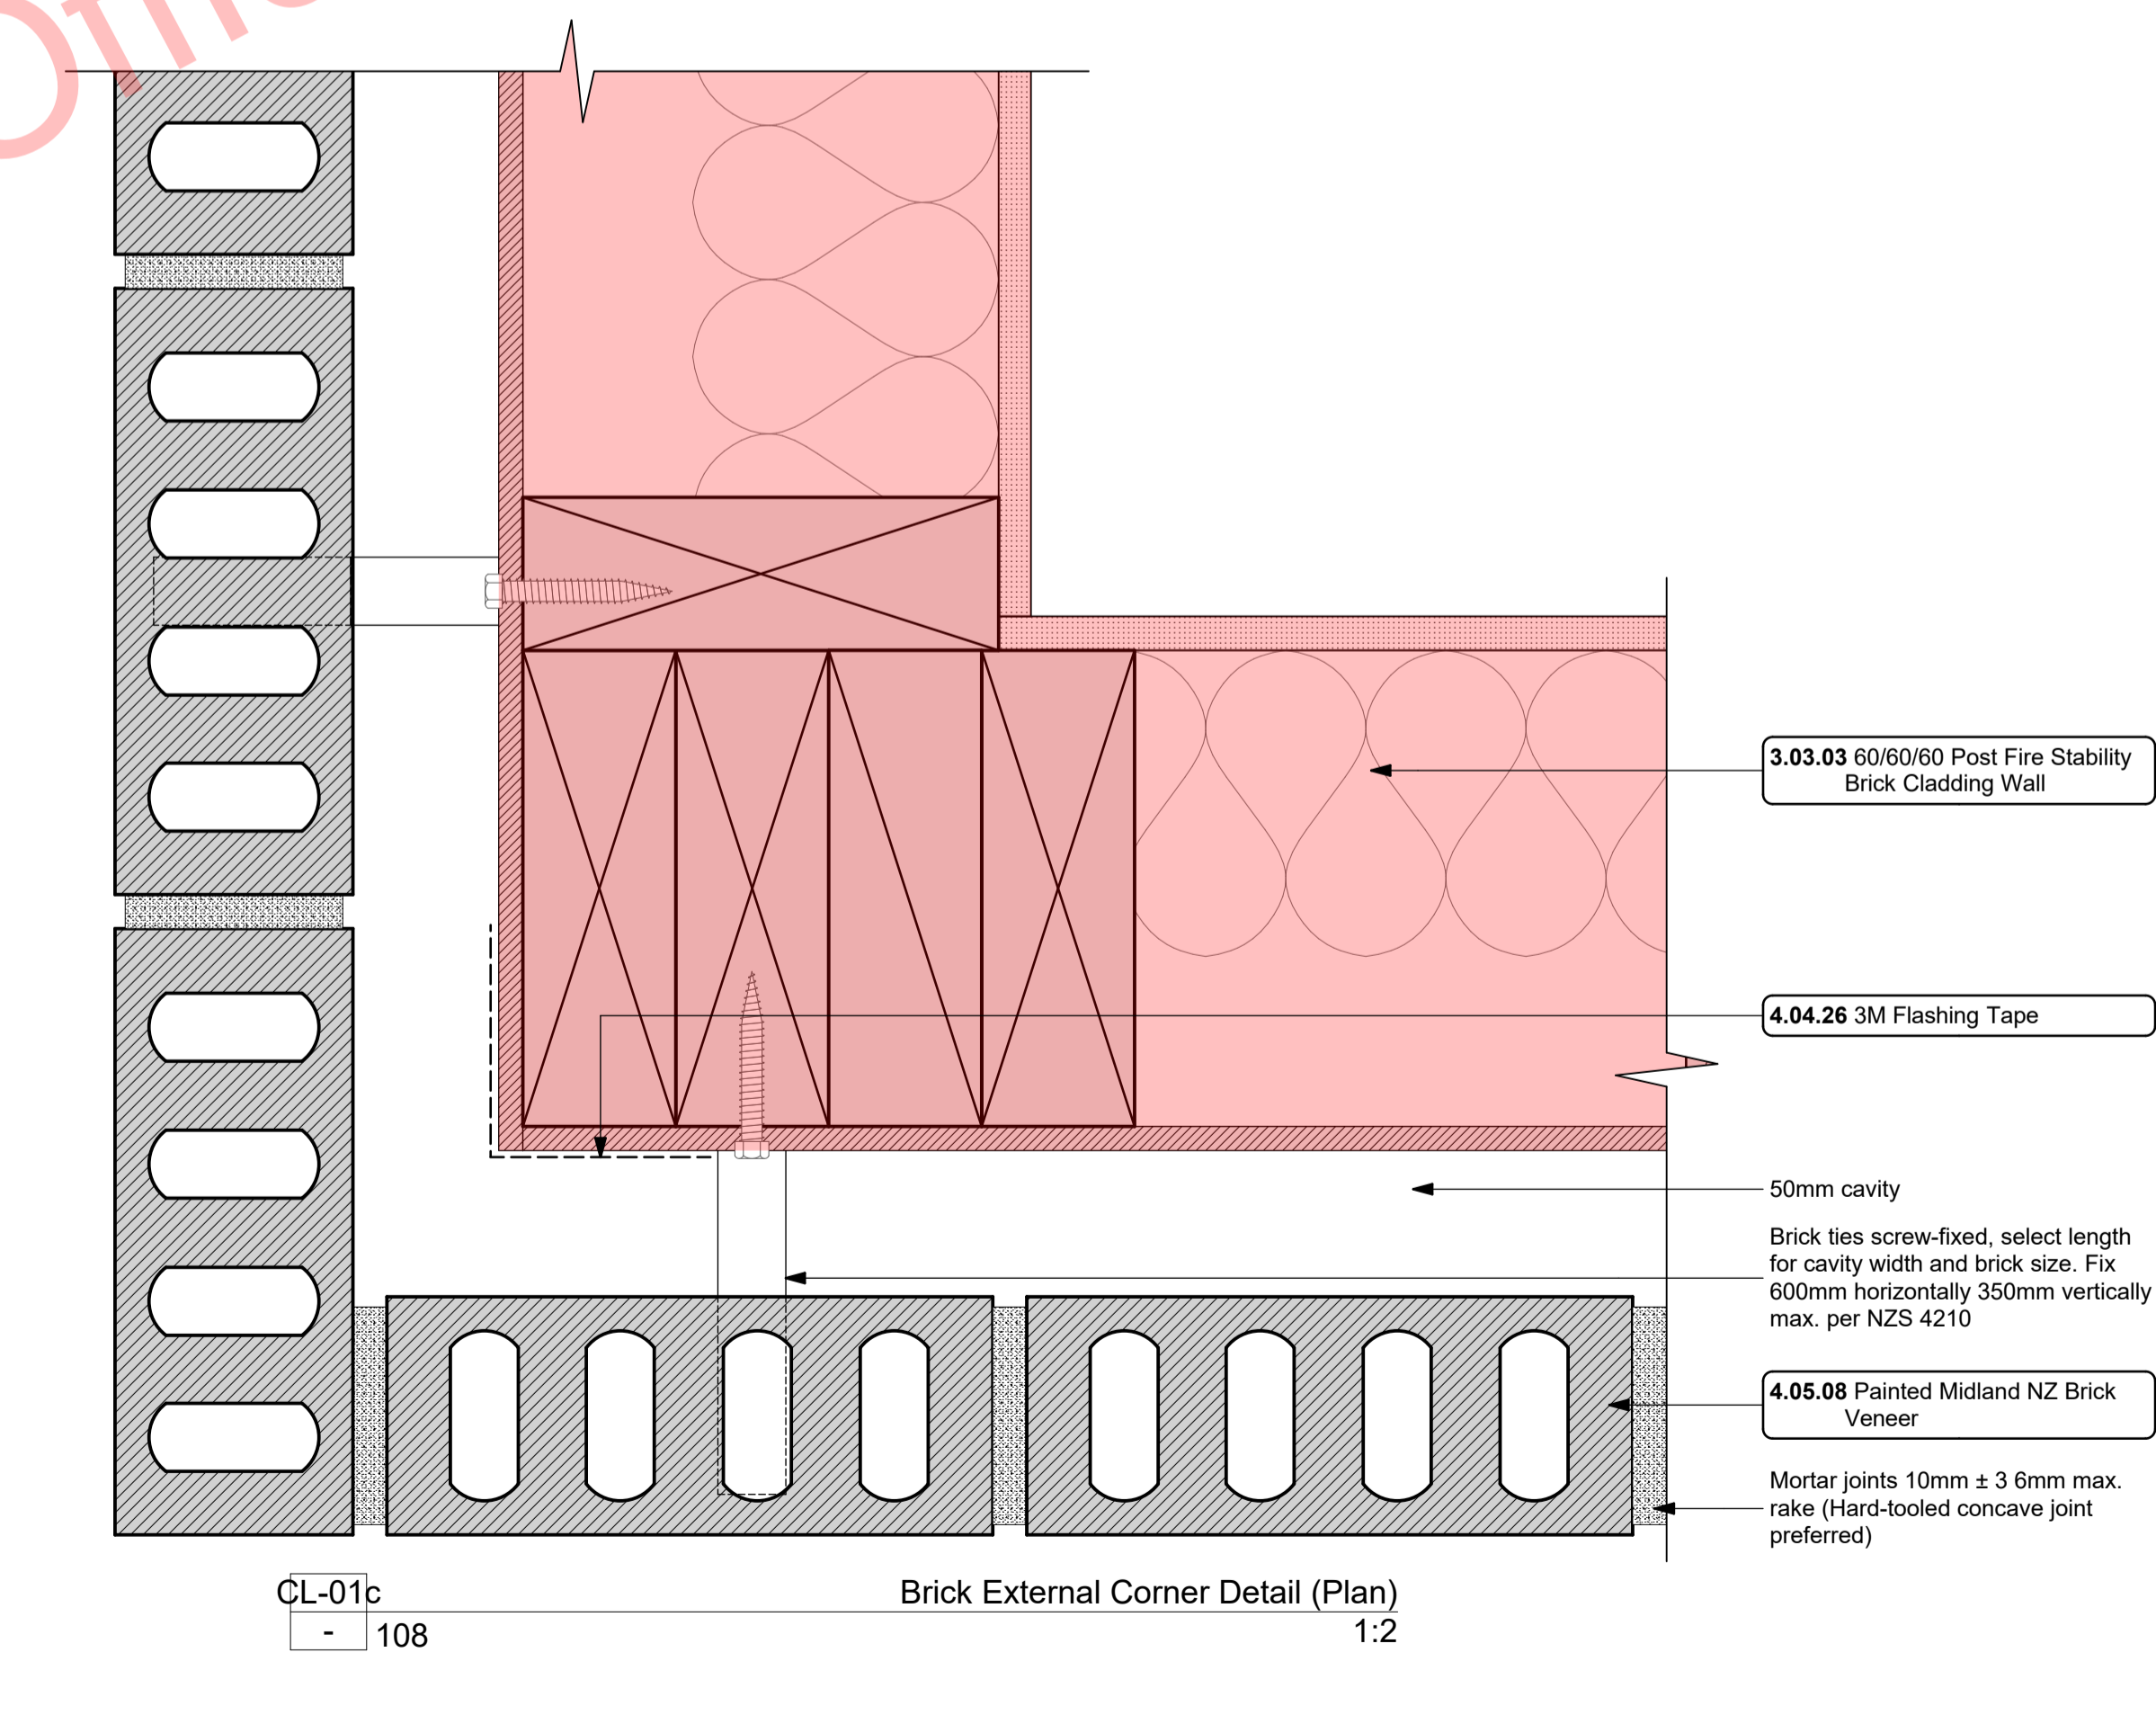 3.03.03 60/60/60 Post Fire Stability
Brick Cladding Wall
4.04.26 3M Flashing Tape
50mm cavity
Brick ties screw-fixed, select length
for cavity width and brick size. Fix
600mm horizontally 350mm vertically
max. per NZS 4210
4.05.08 Painted Midland NZ Brick
Veneer
Mortar joints 10mm ± 3 6mm max.
rake (Hard-tooled concave joint
preferred)
CL-01c
Brick External Corner Detail (Plan)
- 108
1:2